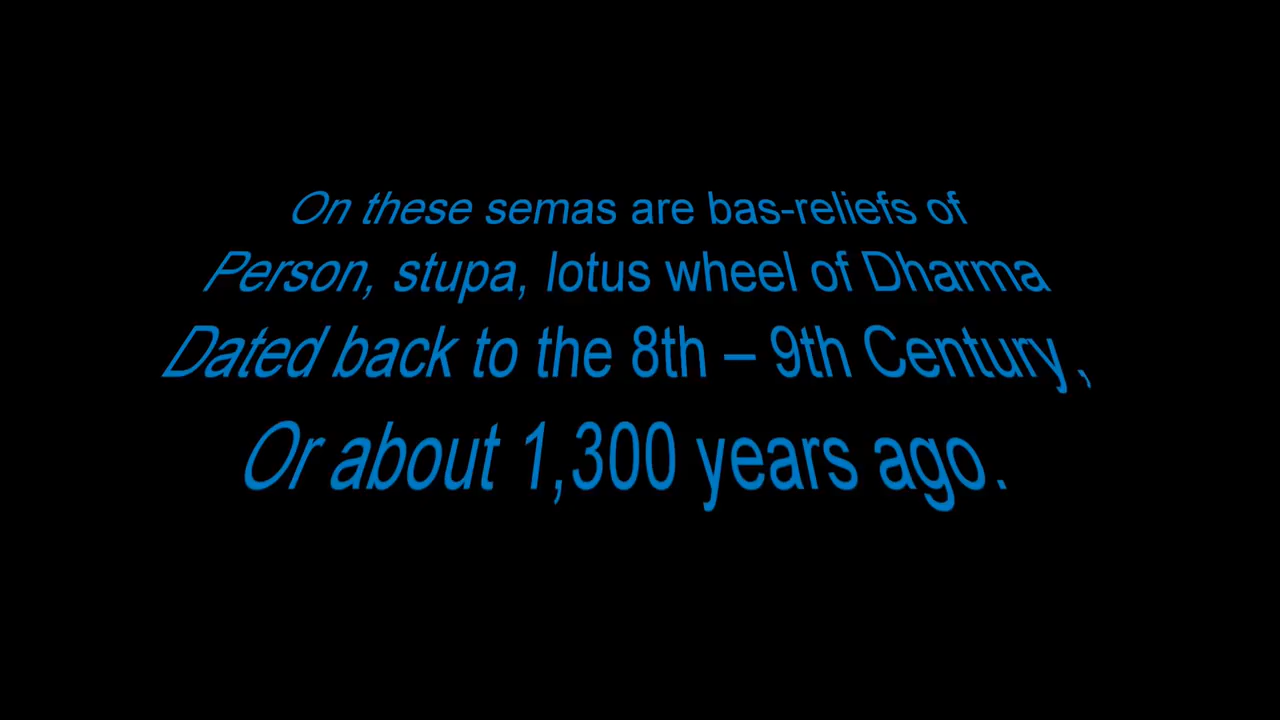 On these semas are bas-reliefs of
Person, stupa, lotus wheel of Dharma
Dated back to the 8th – 9th Century,
Or about 1,300 years ago.